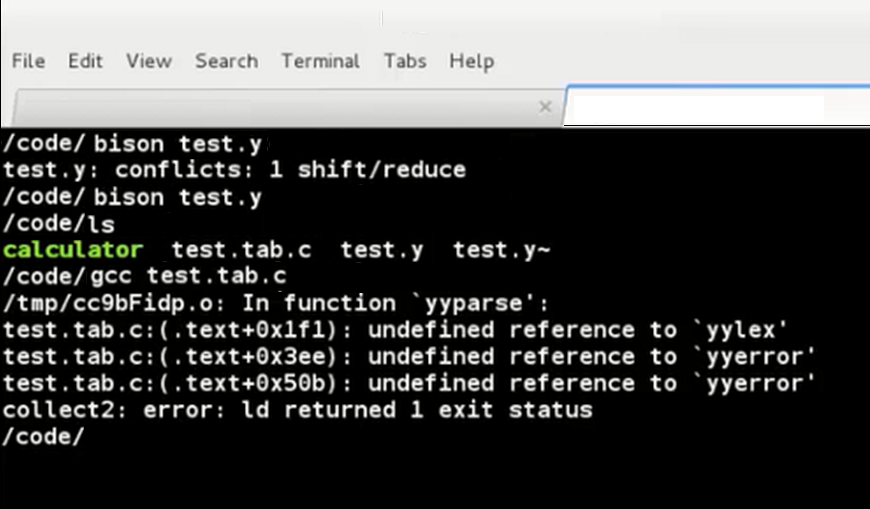 File Edit View Search Terminal Tabs Help
×
/code/ bison test.y
test.y: conflicts: 1 shift/reduce
/code/ bison test.y
/code/ls
calculator test.tab.c test.y test.y~
/code/gcc test.tab.c
/tmp/cc9bFidp.o: In function `yyparse':
test.tab.c:(.text+0x1f1): undefined reference to `yylex'
test.tab.c:(.text+0x3ee): undefined reference to `yyerror'
test.tab.c:(.text+0x50b): undefined reference to `yyerror'
collect2: error: ld returned 1 exit status
/code/